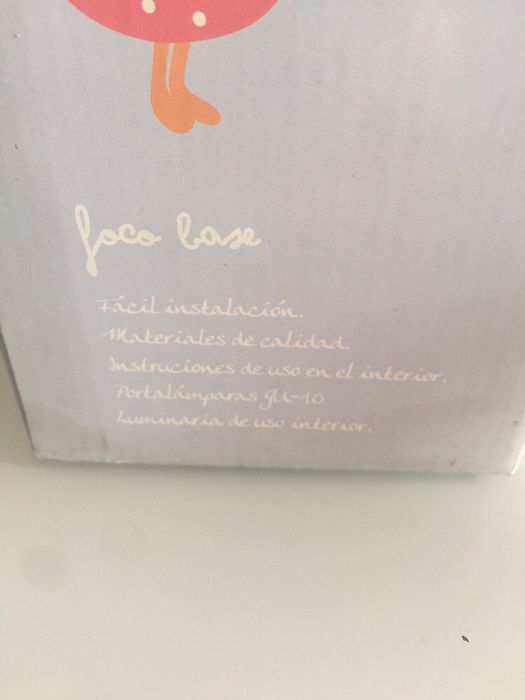 foco base
Fácil instalación.
Materiales de calidad.
Instruciones de uso en el interior.
Portalámparas GU-10
Luminaria de uso interior.